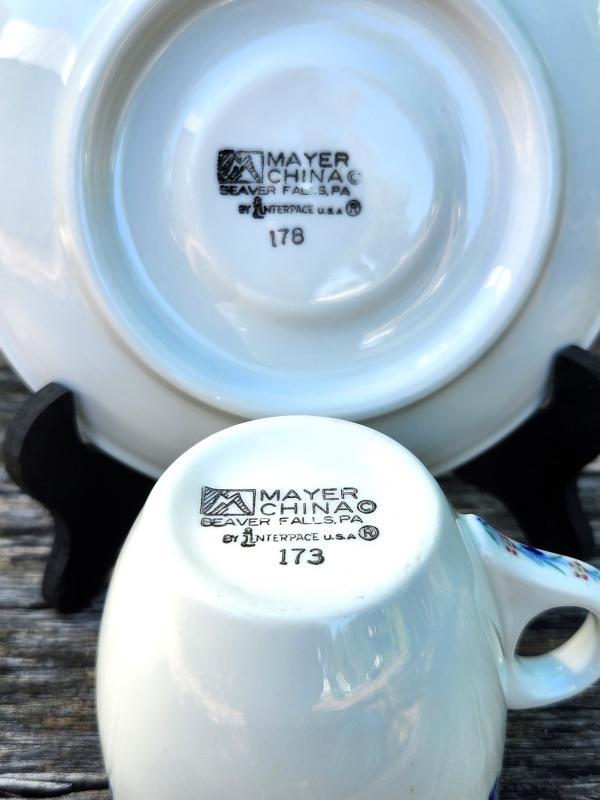 MAYER
CHINA©
BEAVER FALLS, PA
BY INTERPACE U.S.A ®
178
MAYER
CHINA©
BEAVER FALLS, PA
BY INTERPACE U.S.A ®
173